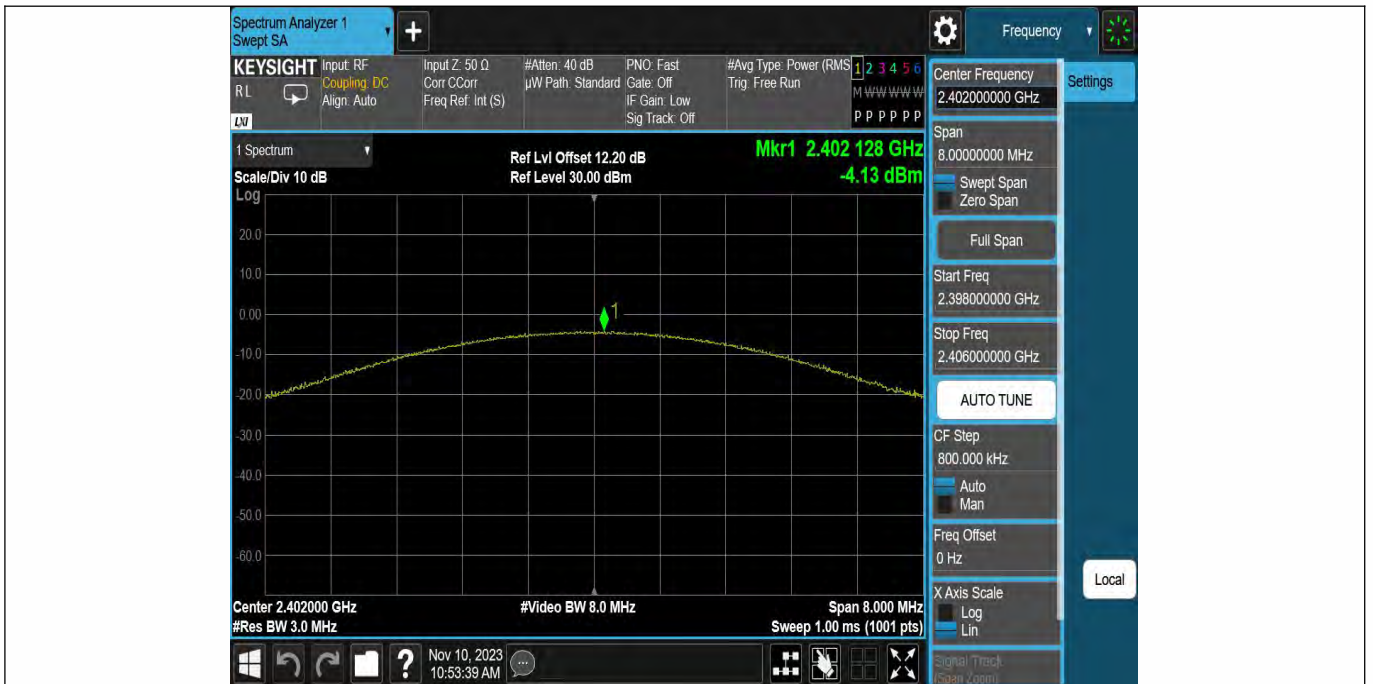 Spectrum Analyzer 1
Swept SA
+
Frequency
KEYSIGHT
RL
LXI
Input: RF
Coupling: DC
Align: Auto
Input Z: 50 Ω
Corr CCorr
Freq Ref: Int (S)
#Atten: 40 dB
µW Path: Standard
PNO: Fast
Gate: Off
IF Gain: Low
Sig Track: Off
#Avg Type: Power (RMS
Trig: Free Run
1 2 3 4 5 6
M W W W W W
P P P P P P
1 Spectrum
Scale/Div 10 dB
Ref Lvl Offset 12.20 dB
Ref Level 30.00 dBm
Mkr1 2.402 128 GHz
-4.13 dBm
Log
20.0
10.0
0.00
-10.0
-20.0
-30.0
-40.0
-50.0
-60.0
1
Center 2.402000 GHz
#Res BW 3.0 MHz
#Video BW 8.0 MHz
Span 8.000 MHz
Sweep 1.00 ms (1001 pts)
?
Nov 10, 2023
10:53:39 AM
Center Frequency
2.402000000 GHz
Settings
Span
8.00000000 MHz
Swept Span
Zero Span
Full Span
Start Freq
2.398000000 GHz
Stop Freq
2.406000000 GHz
AUTO TUNE
CF Step
800.000 kHz
Auto
Man
Freq Offset
0 Hz
X Axis Scale
Log
Lin
Signal Track
(Span Zoom)
Local